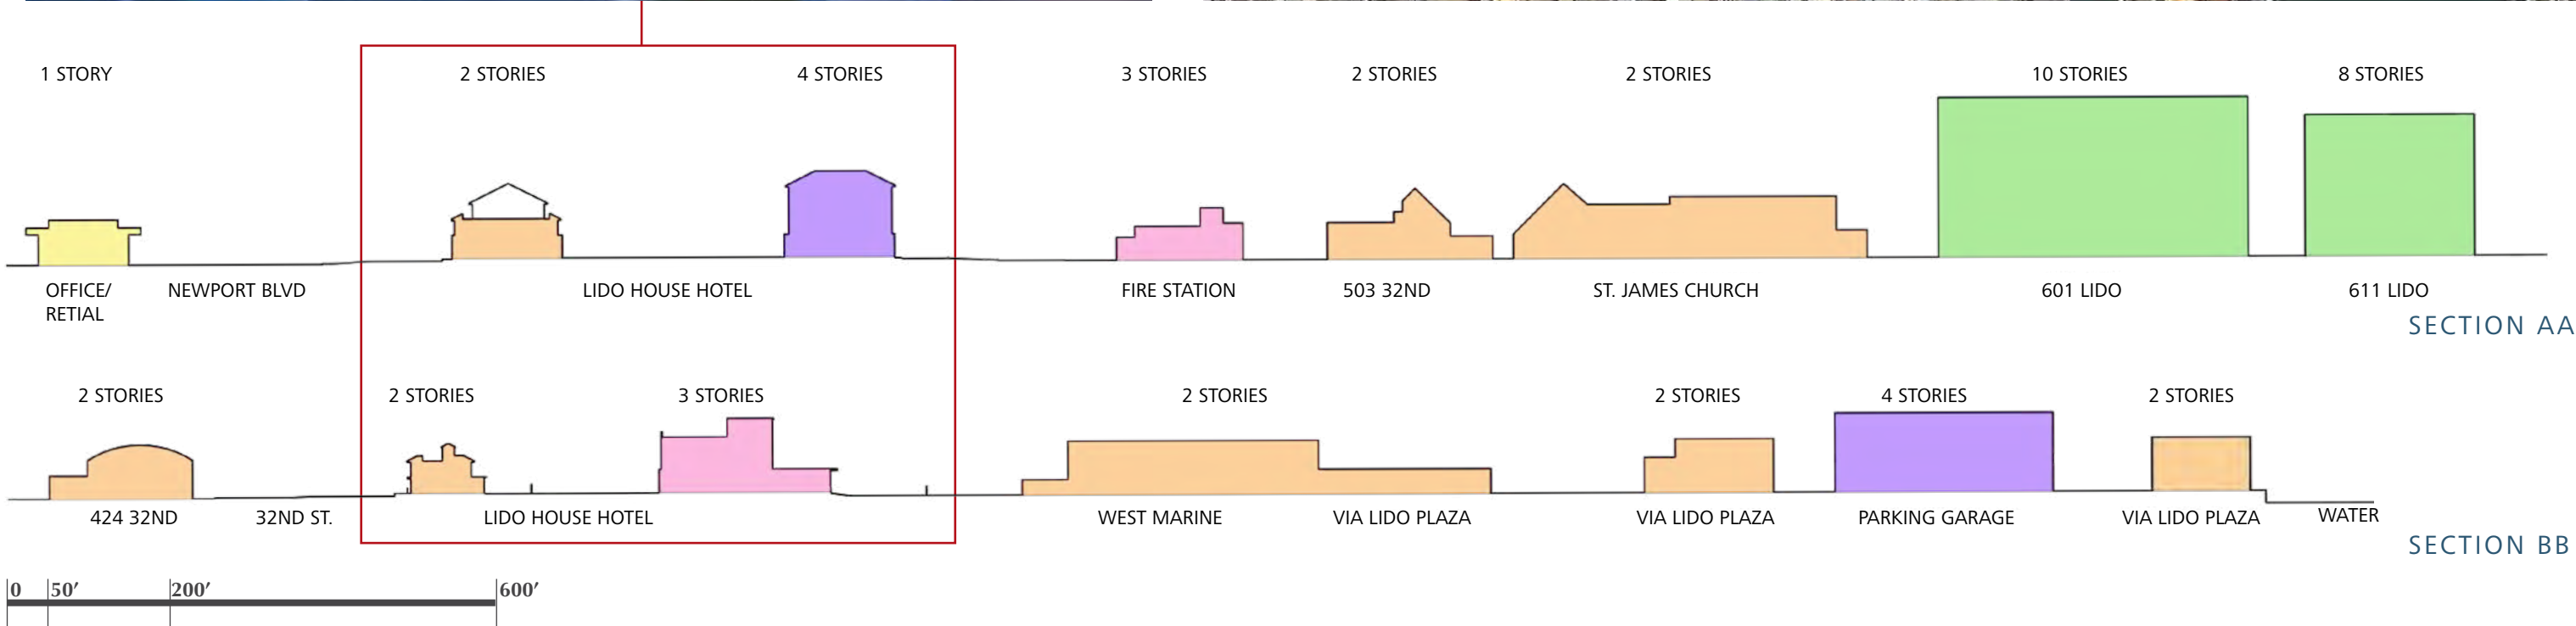 1 STORY
2 STORIES
4 STORIES
3 STORIES
2 STORIES
2 STORIES
10 STORIES
8 STORIES
OFFICE/
RETIAL
NEWPORT BLVD
LIDO HOUSE HOTEL
FIRE STATION
503 32ND
ST. JAMES CHURCH
601 LIDO
611 LIDO
SECTION AA
2 STORIES
2 STORIES
3 STORIES
2 STORIES
2 STORIES
4 STORIES
2 STORIES
424 32ND
32ND ST.
LIDO HOUSE HOTEL
WEST MARINE
VIA LIDO PLAZA
VIA LIDO PLAZA
PARKING GARAGE
VIA LIDO PLAZA
WATER
SECTION BB
0
50′
200′
600′